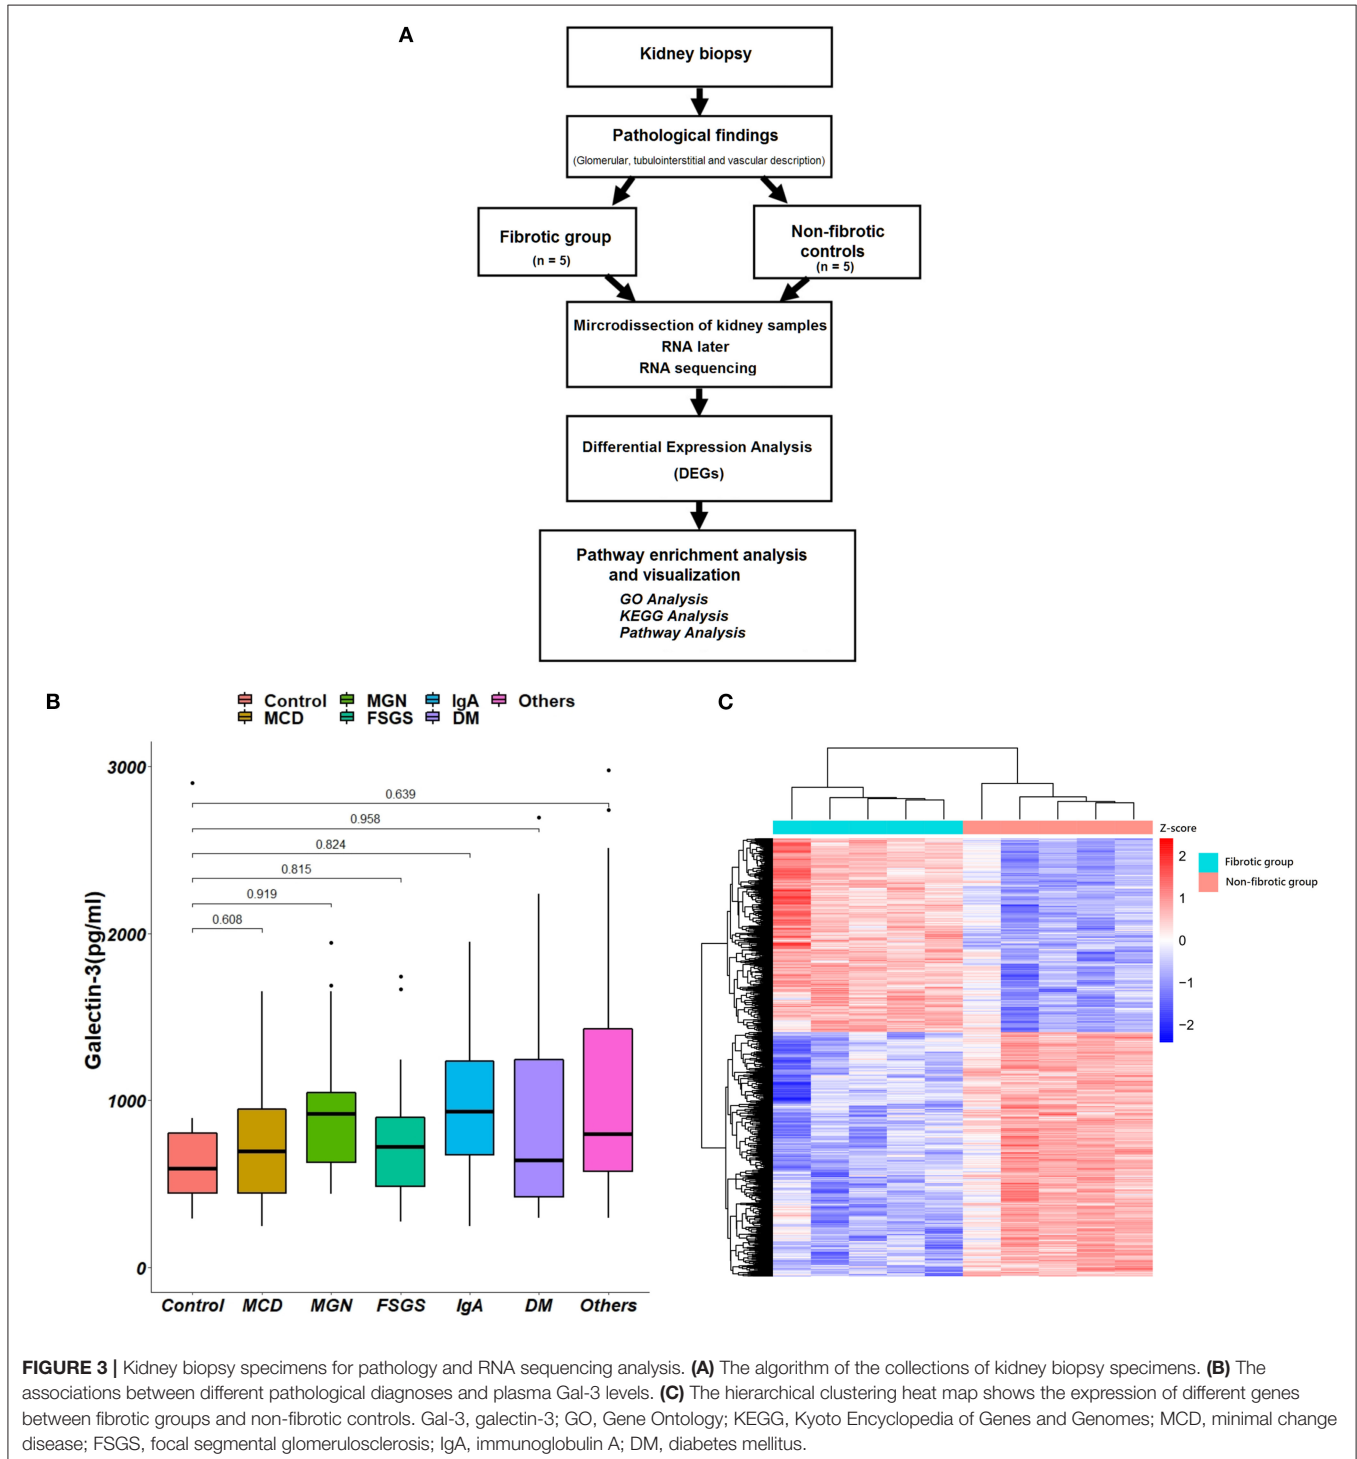 A
Kidney biopsy
Pathological findings
(Glomerular, tubulointerstitial and vascular description)
Fibrotic group
(n = 5)
Non-fibrotic
controls
(n = 5)
Mircrodissection of kidney samples
RNA later
RNA sequencing
Differential Expression Analysis
(DEGs)
Pathway enrichment analysis
and visualization
GO Analysis
KEGG Analysis
Pathway Analysis
B
Control MGN IgA Others
MCD FSGS DM
Galectin-3(pg/ml)
3000
2000
1000
0
0.639
0.958
0.824
0.815
0.919
0.608
Control MCD MGN FSGS IgA DM Others
C
Z-score
2
1
0
−1
−2
Fibrotic group
Non-fibrotic group
FIGURE 3 | Kidney biopsy specimens for pathology and RNA sequencing analysis. (A) The algorithm of the collections of kidney biopsy specimens. (B) The
associations between different pathological diagnoses and plasma Gal-3 levels. (C) The hierarchical clustering heat map shows the expression of different genes
between fibrotic groups and non-fibrotic controls. Gal-3, galectin-3; GO, Gene Ontology; KEGG, Kyoto Encyclopedia of Genes and Genomes; MCD, minimal change
disease; FSGS, focal segmental glomerulosclerosis; IgA, immunoglobulin A; DM, diabetes mellitus.